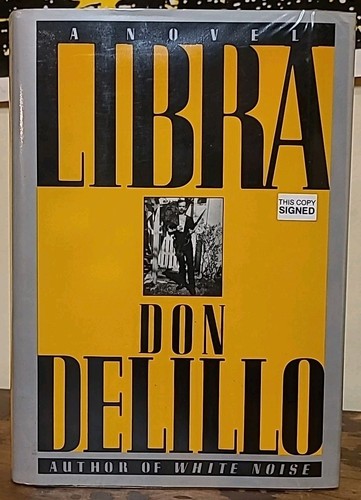 A NOVEL
LIBRA
THIS COPY
SIGNED
DON
DELILLO
AUTHOR OF WHITE NOISE